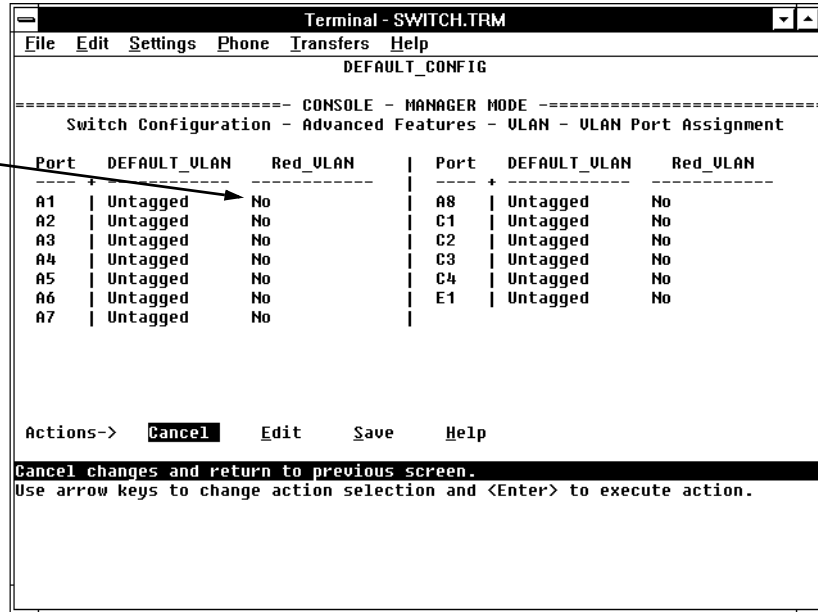 Terminal - SWITCH.TRM
File Edit Settings Phone Transfers Help
DEFAULT_CONFIG
==========================- CONSOLE - MANAGER MODE -==========================
Switch Configuration - Advanced Features - VLAN - VLAN Port Assignment
Port DEFAULT_VLAN Red_VLAN | Port DEFAULT_VLAN Red_VLAN
---- + ------------ ------------ | ---- + ------------ ------------
A1 | Untagged No | A8 | Untagged No
A2 | Untagged No | C1 | Untagged No
A3 | Untagged No | C2 | Untagged No
A4 | Untagged No | C3 | Untagged No
A5 | Untagged No | C4 | Untagged No
A6 | Untagged No | E1 | Untagged No
A7 | Untagged No |
Actions-> Cancel Edit Save Help
Cancel changes and return to previous screen.
Use arrow keys to change action selection and <Enter> to execute action.